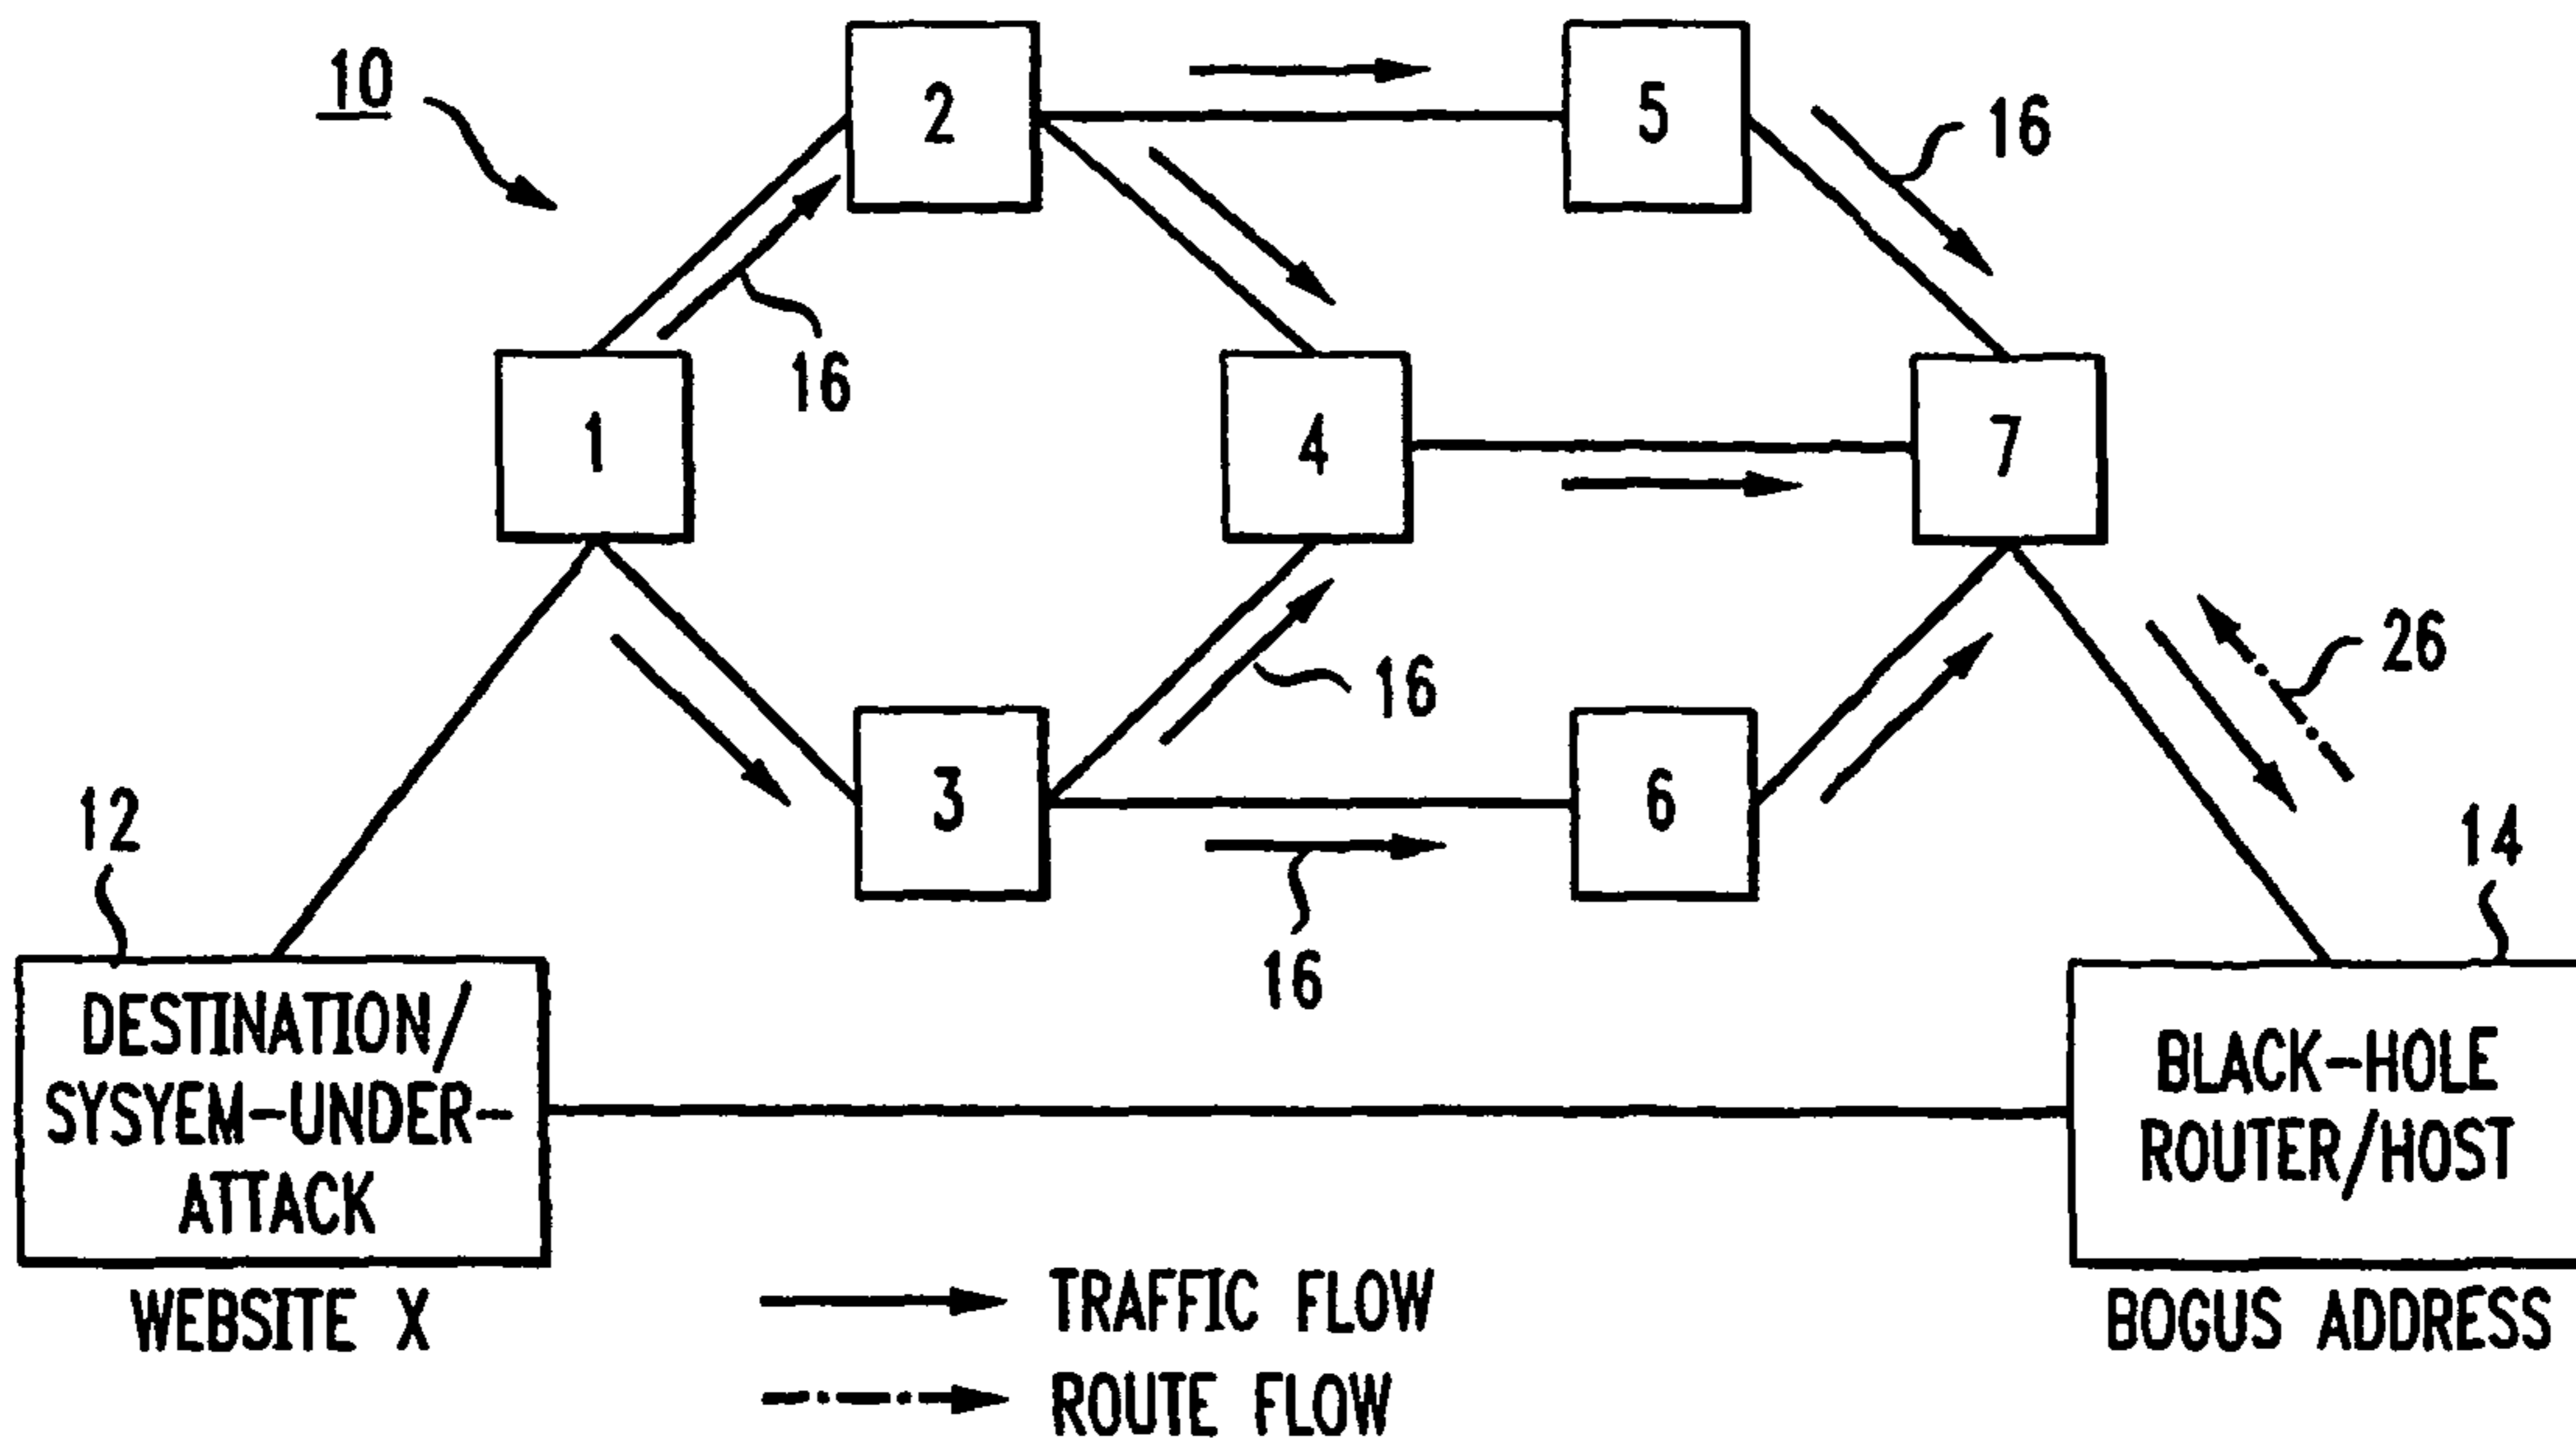 10
2
5
16
16
1
4
7
16
26
3
6
12
14
16
DESTINATION/
SYSYEM-UNDER-
ATTACK
BLACK-HOLE
ROUTER/HOST
WEBSITE X
BOGUS ADDRESS
TRAFFIC FLOW
ROUTE FLOW